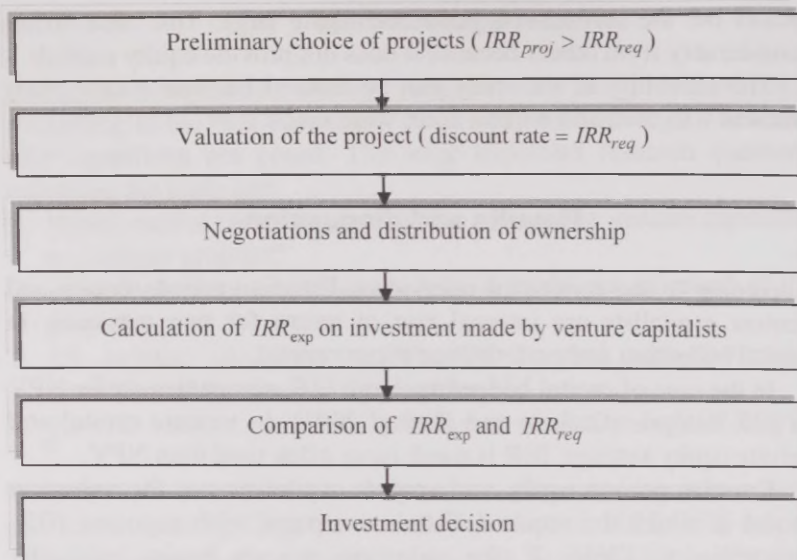 Preliminary choice of projects ( IRR_proj > IRR_req )
Valuation of the project ( discount rate = IRR_req )
Negotiations and distribution of ownership
Calculation of IRR_exp on investment made by venture capitalists
Comparison of IRR_exp and IRR_req
Investment decision